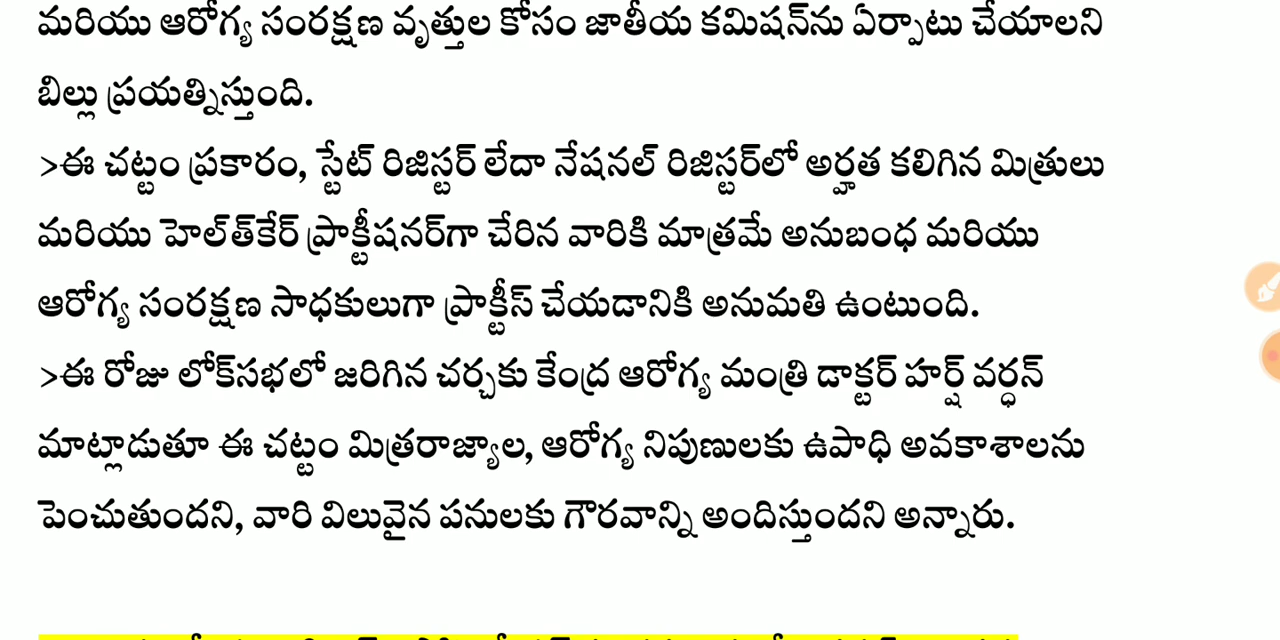 మరియు ఆరోగ్య సంరక్షణ వృత్తుల కోసం జాతీయ కమిషన్‌ను ఏర్పాటు చేయాలని
బిల్లు ప్రయత్నిస్తుంది.
>ఈ చట్టం ప్రకారం, స్టేట్ రిజిస్టర్ లేదా నేషనల్ రిజిస్టర్‌లో అర్హత కలిగిన మిత్రులు
మరియు హెల్త్‌కేర్ ప్రాక్టీషనర్‌గా చేరిన వారికి మాత్రమే అనుబంధ మరియు
ఆరోగ్య సంరక్షణ సాధకులుగా ప్రాక్టీస్ చేయడానికి అనుమతి ఉంటుంది.
>ఈ రోజు లోక్‌సభలో జరిగిన చర్చకు కేంద్ర ఆరోగ్య మంత్రి డాక్టర్ హర్ష్ వర్ధన్
మాట్లాడుతూ ఈ చట్టం మిత్రరాజ్యాల, ఆరోగ్య నిపుణులకు ఉపాధి అవకాశాలను
పెంచుతుందని, వారి విలువైన పనులకు గౌరవాన్ని అందిస్తుందని అన్నారు.